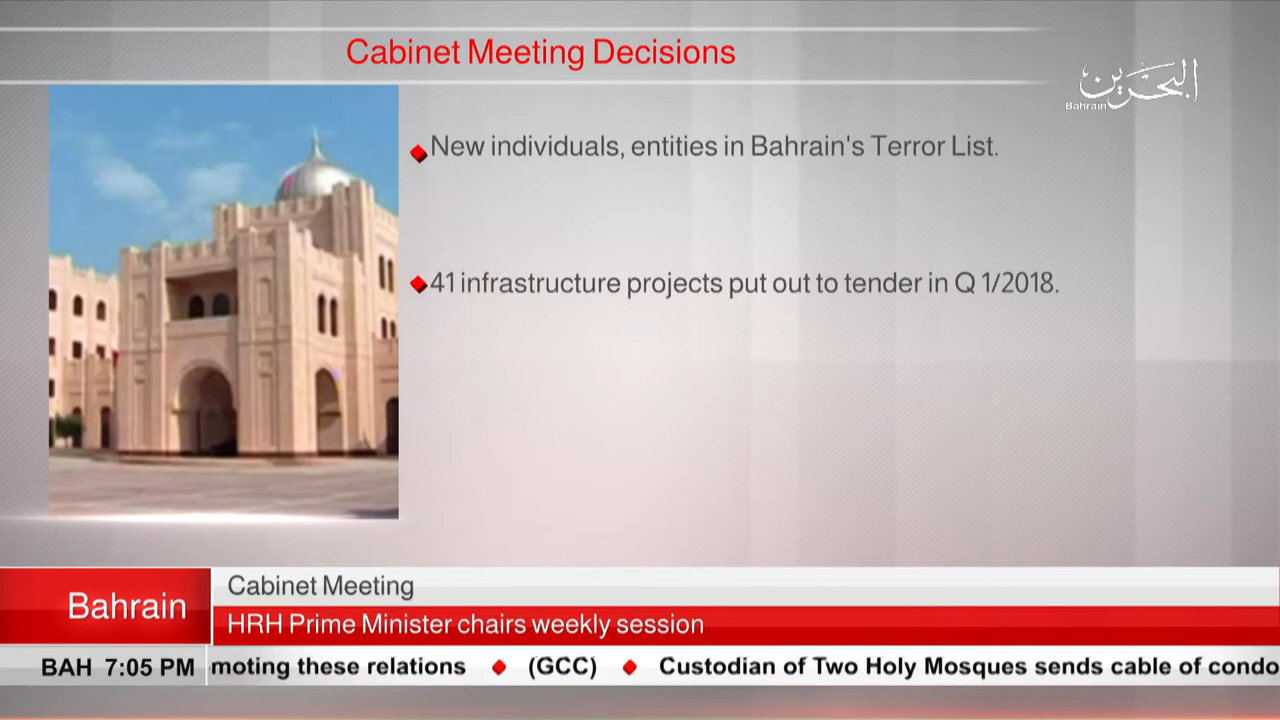 Cabinet Meeting Decisions
البحرين
Bahrain
New individuals, entities in Bahrain's Terror List.
41 infrastructure projects put out to tender in Q 1/2018.
Cabinet Meeting
Bahrain
HRH Prime Minister chairs weekly session
BAH 7:05 PM moting these relations (GCC) Custodian of Two Holy Mosques sends cable of condo